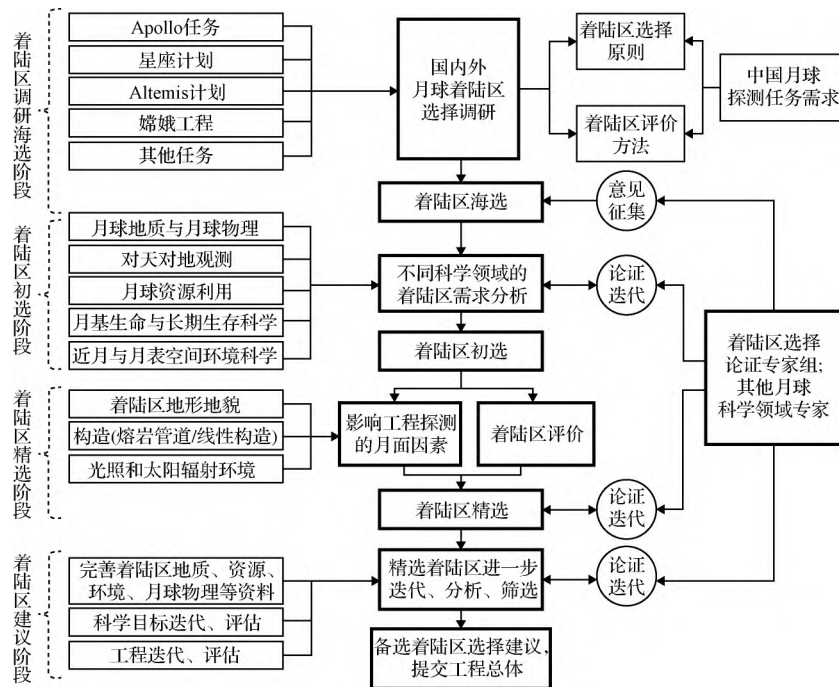 着陆区调研海选阶段
Apollo任务
星座计划
Altemis计划
嫦娥工程
其他任务
国内外
月球着陆区
选择调研
着陆区选择
原则
着陆区评价
方法
中国月球
探测任务需求
着陆区海选
意见
征集
着陆区初选阶段
月球地质与月球物理
对天对地观测
月球资源利用
月基生命与长期生存科学
近月与月表空间环境科学
不同科学领域的
着陆区需求分析
论证
迭代
着陆区初选
着陆区选择
论证专家组;
其他月球
科学领域专家
着陆区精选阶段
着陆区地形地貌
构造(熔岩管道/线性构造)
光照和太阳辐射环境
影响工程探测
的月面因素
着陆区评价
着陆区精选
论证
迭代
着陆区建议阶段
完善着陆区地质、资源、
环境、月球物理等资料
科学目标迭代、评估
工程迭代、评估
精选着陆区进一步
迭代、分析、筛选
论证
迭代
备选着陆区选择建议,
提交工程总体